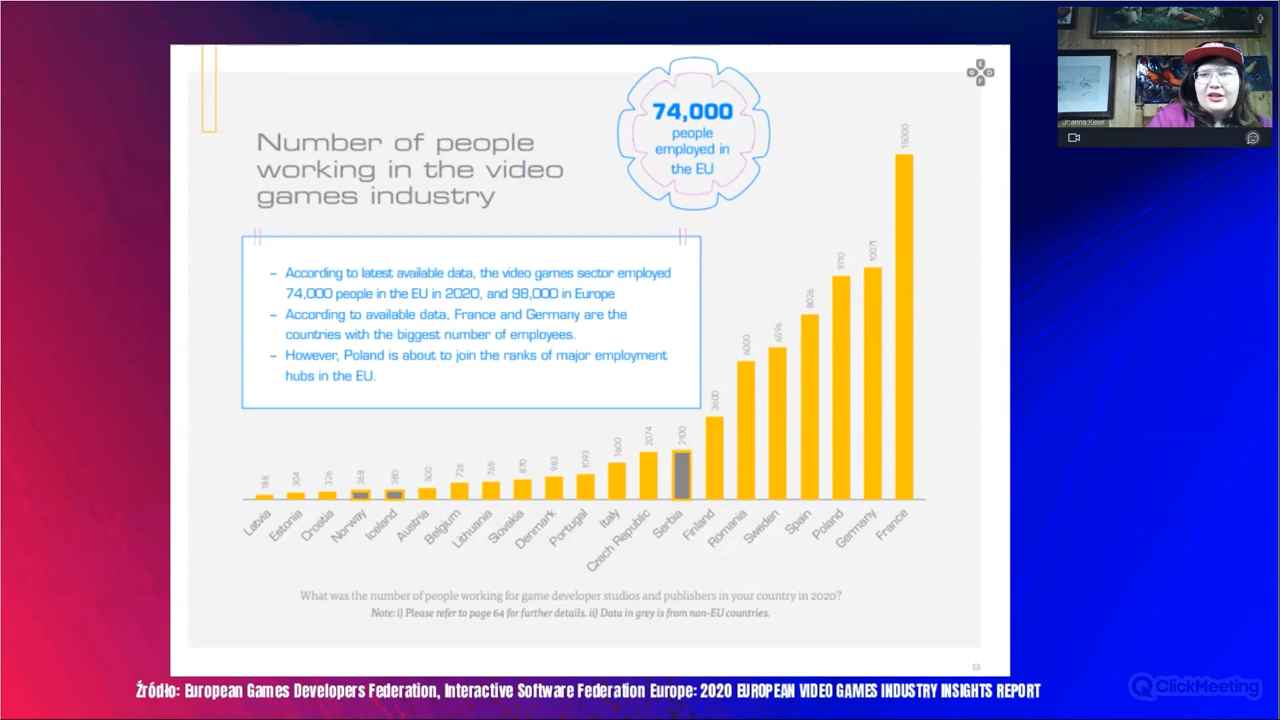 Number of people
working in the video
games industry
74,000
people
employed in
the EU
E
G D
F
Joanna Keler
– According to latest available data, the video games sector employed
74,000 people in the EU in 2020, and 98,000 in Europe
– According to available data, France and Germany are the
countries with the biggest number of employees.
– However, Poland is about to join the ranks of major employment
hubs in the EU.
188
304
326
368
380
500
726
765
870
983
1093
1600
2074
2100
3600
6000
6596
8026
9710
10071
15000
Latvia
Estonia
Croatia
Norway
Iceland
Austria
Belgium
Lithuania
Slovakia
Denmark
Portugal
Italy
Czech Republic
Serbia
Finland
Romania
Sweden
Spain
Poland
Germany
France
What was the number of people working for game developer studios and publishers in your country in 2020?
Note: i) Please refer to page 64 for further details. ii) Data in grey is from non-EU countries.
Źródło: European Games Developers Federation, Interactive Software Federation Europe: 2020 EUROPEAN VIDEO GAMES INDUSTRY INSIGHTS REPORT
ClickMeeting